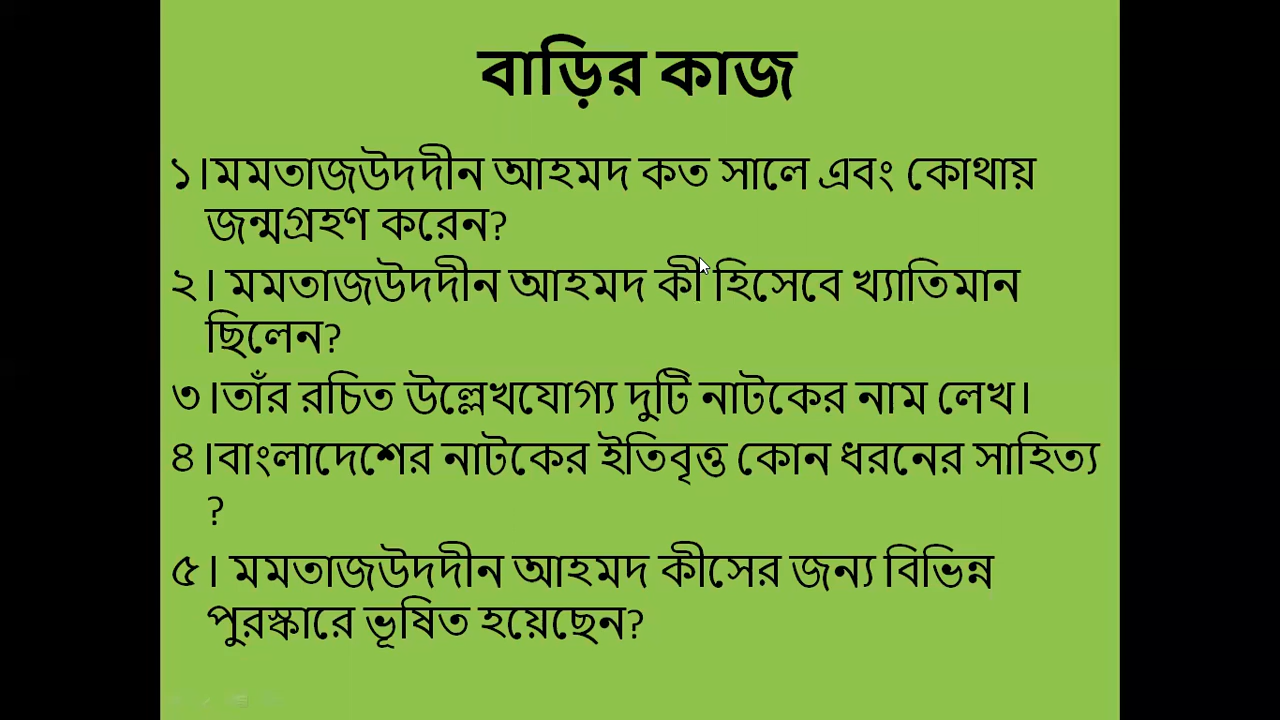 বাড়ির কাজ
১।মমতাজউদদীন আহমদ কত সালে এবং কোথায়
জন্মগ্রহণ করেন?
২। মমতাজউদদীন আহমদ কী হিসেবে খ্যাতিমান
ছিলেন?
৩।তাঁর রচিত উল্লেখযোগ্য দুটি নাটকের নাম লেখ।
৪।বাংলাদেশের নাটকের ইতিবৃত্ত কোন ধরনের সাহিত্য
?
৫। মমতাজউদদীন আহমদ কীসের জন্য বিভিন্ন
পুরস্কারে ভূষিত হয়েছেন?